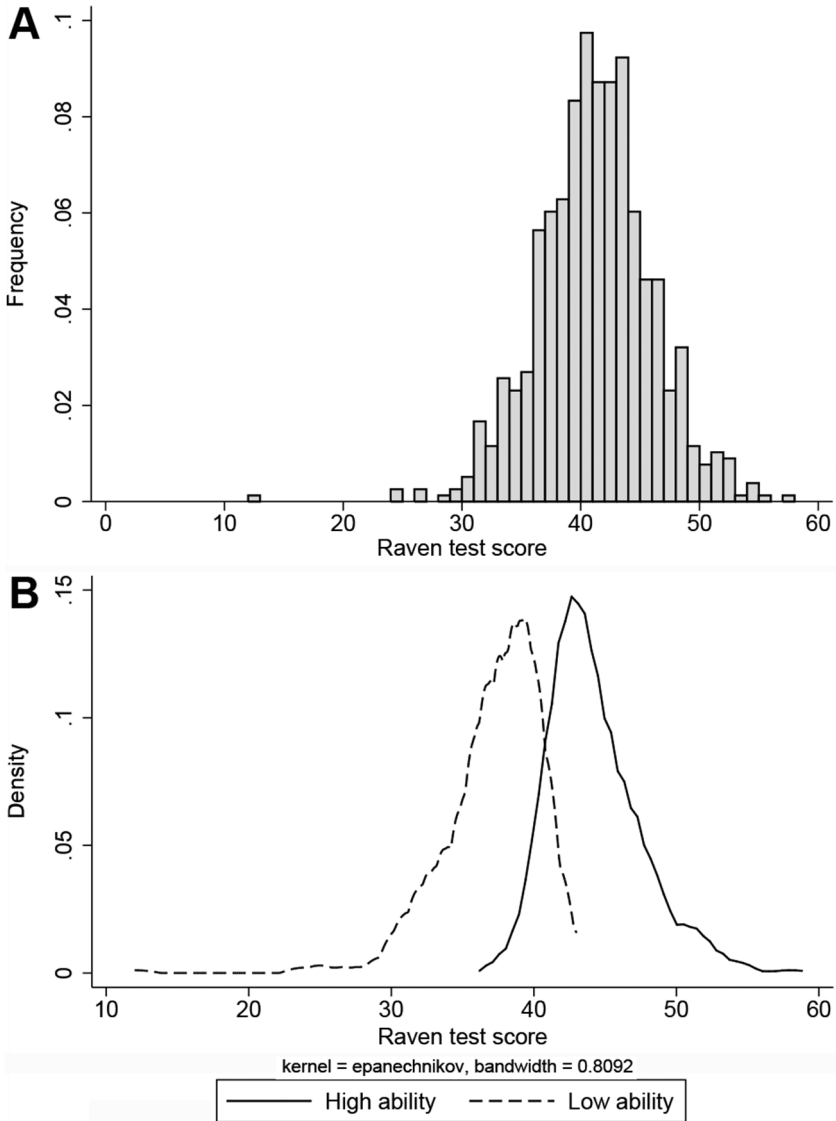 A
Frequency
.1
.08
.06
.04
.02
0
0 10 20 30 40 50 60
Raven test score
B
Density
.15
.1
.05
0
10 20 30 40 50 60
Raven test score
kernel = epanechnikov, bandwidth = 0.8092
High ability Low ability